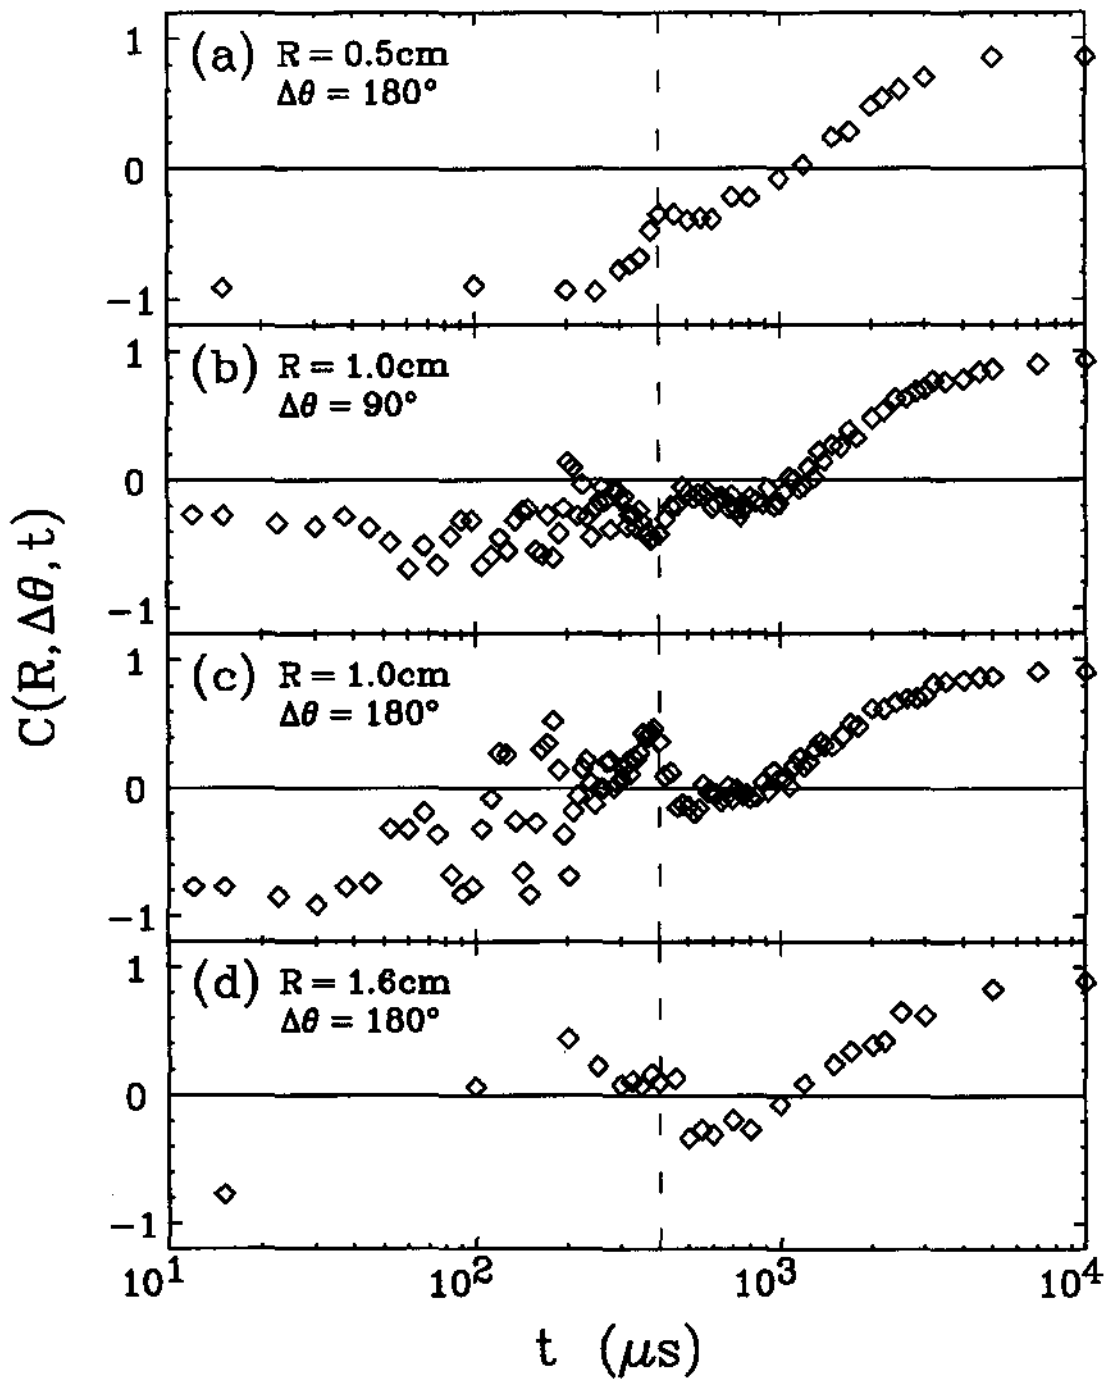 (a) R = 0.5cm
Δθ = 180°
1
0
−1
(b) R = 1.0cm
Δθ = 90°
1
0
−1
(c) R = 1.0cm
Δθ = 180°
1
0
−1
(d) R = 1.6cm
Δθ = 180°
1
0
−1
C(R, Δθ, t)
10¹ 10² 10³ 10⁴
t (μs)